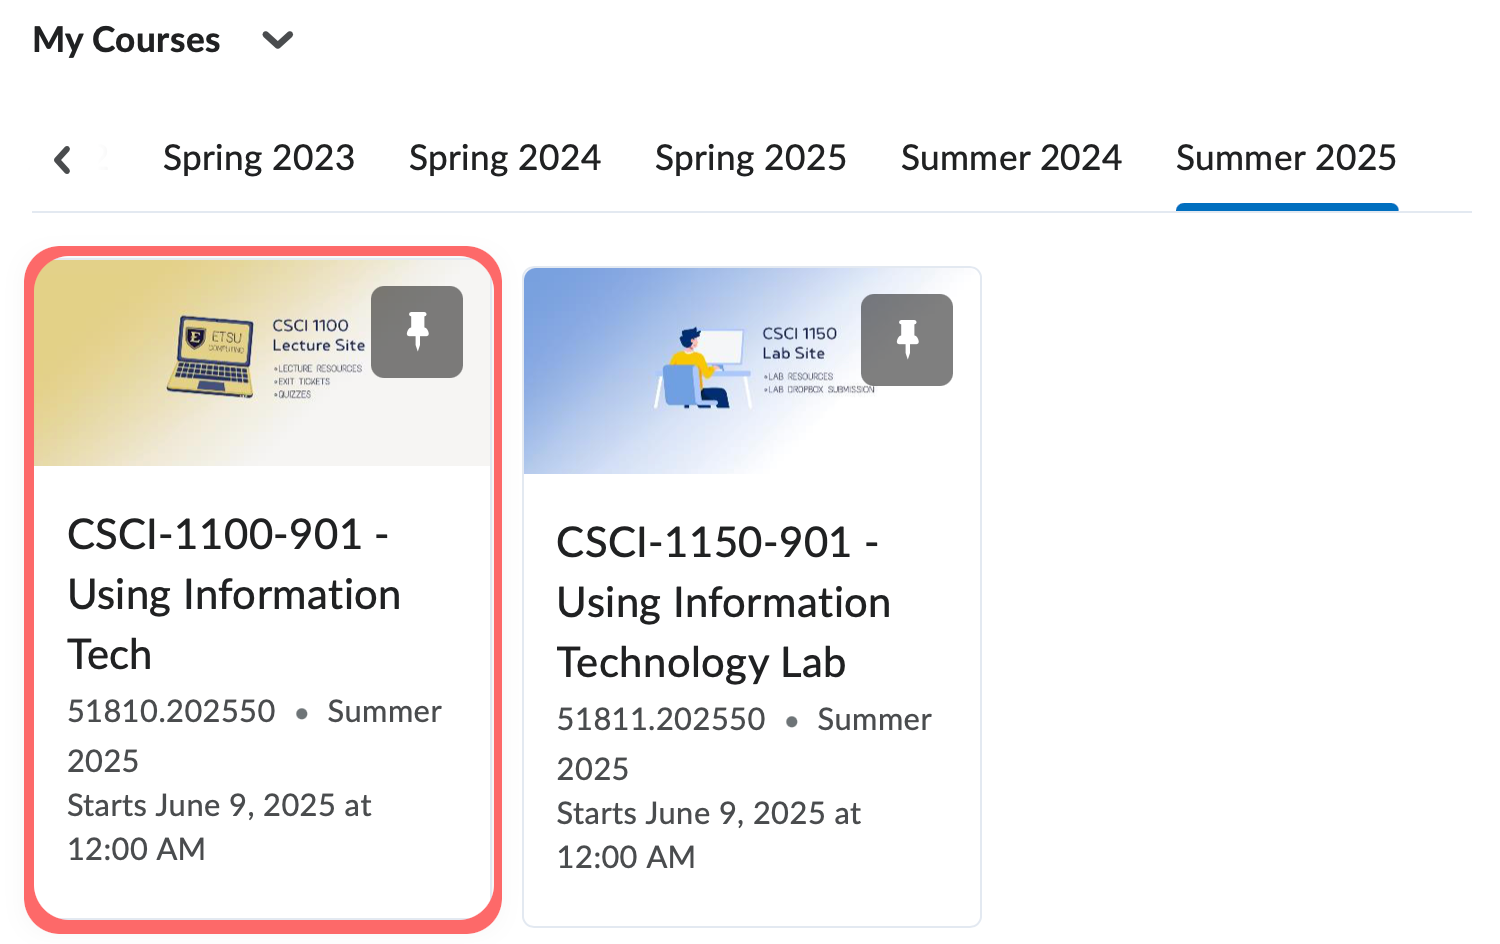 My Courses
Spring 2023 Spring 2024 Spring 2025 Summer 2024 Summer 2025
E ETSU
COMPUTING
CSCI 1100
Lecture Site
•LECTURE RESOURCES
•EXIT TICKETS
•QUIZZES
CSCI-1100-901 -
Using Information
Tech
51810.202550 • Summer
2025
Starts June 9, 2025 at
12:00 AM
CSCI 1150
Lab Site
•LAB RESOURCES
•LAB DROPBOX SUBMISSION
CSCI-1150-901 -
Using Information
Technology Lab
51811.202550 • Summer
2025
Starts June 9, 2025 at
12:00 AM